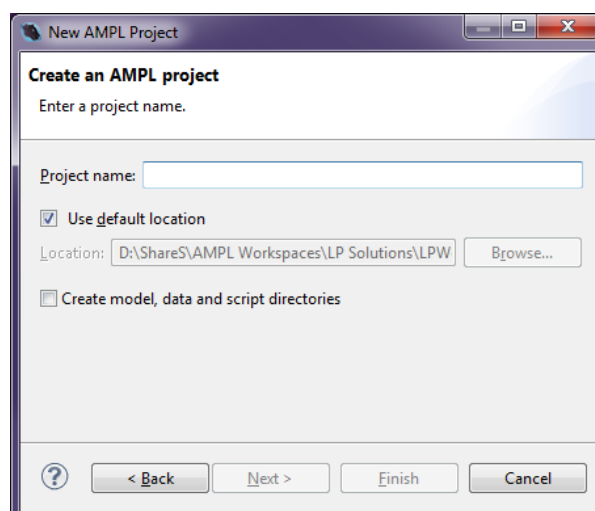 New AMPL Project
Create an AMPL project
Enter a project name.
Project name:
Use default location
Location: D:\ShareS\AMPL Workspaces\LP Solutions\LPW Browse...
Create model, data and script directories
? < Back Next > Finish Cancel